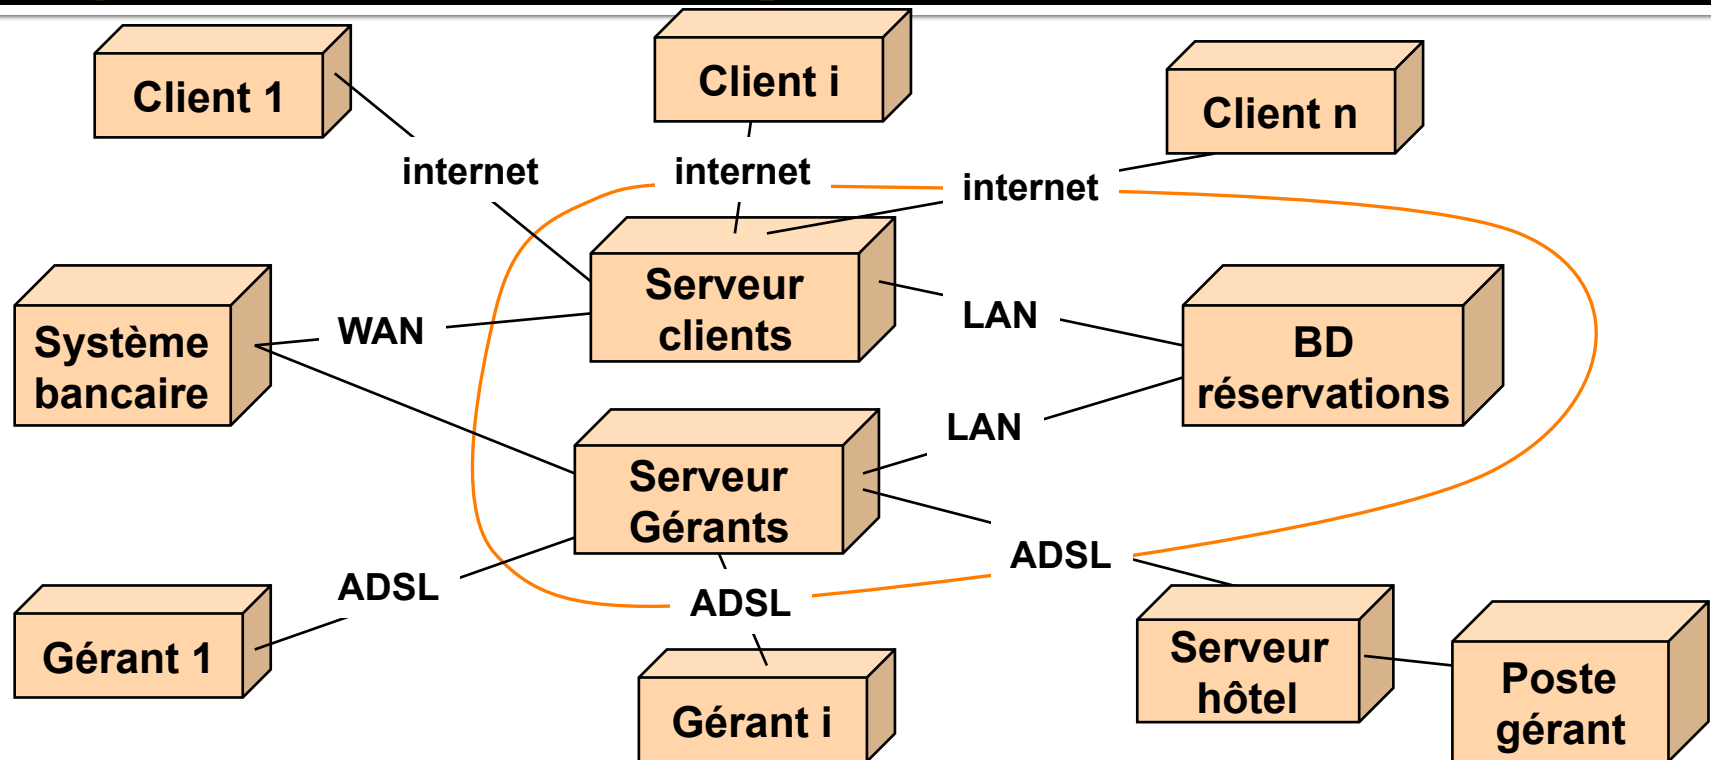 Client 1
Client i
Client n
internet
internet
internet
Serveur
clients
LAN
WAN
Système
bancaire
BD
réservations
LAN
Serveur
Gérants
ADSL
ADSL
ADSL
Gérant 1
Gérant i
Serveur
hôtel
Poste
gérant